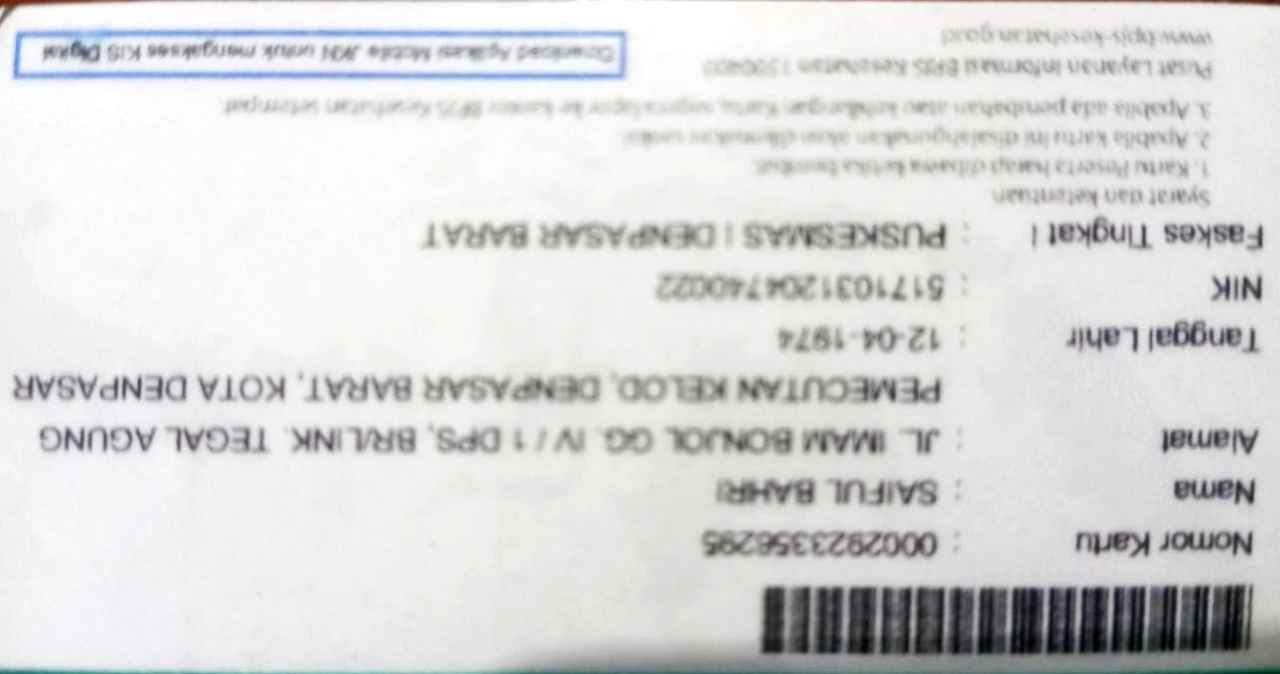 Nomor Kartu : 0002923356295
Nama : SAIFUL BAHRI
Alamat : JL. IMAM BONJOL GG. IV / 1 DPS, BR/LINK. TEGAL AGUNG
PEMECUTAN KELOD, DENPASAR BARAT, KOTA DENPASAR
Tanggal Lahir : 12-04-1974
NIK : 5171031204740022
Faskes Tingkat I : PUSKESMAS I DENPASAR BARAT
Syarat dan ketentuan
1. Kartu Peserta harap dibawa ketika berobat.
2. Apabila kartu ini disalahgunakan akan dikenakan sanksi.
3. Apabila ada perubahan atau kehilangan Kartu, segera lapor ke kantor BPJS Kesehatan setempat.
Pusat Layanan Informasi BPJS Kesehatan 1500400
www.bpjs-kesehatan.go.id
Download Aplikasi Mobile JKN untuk mengakses KIS Digital